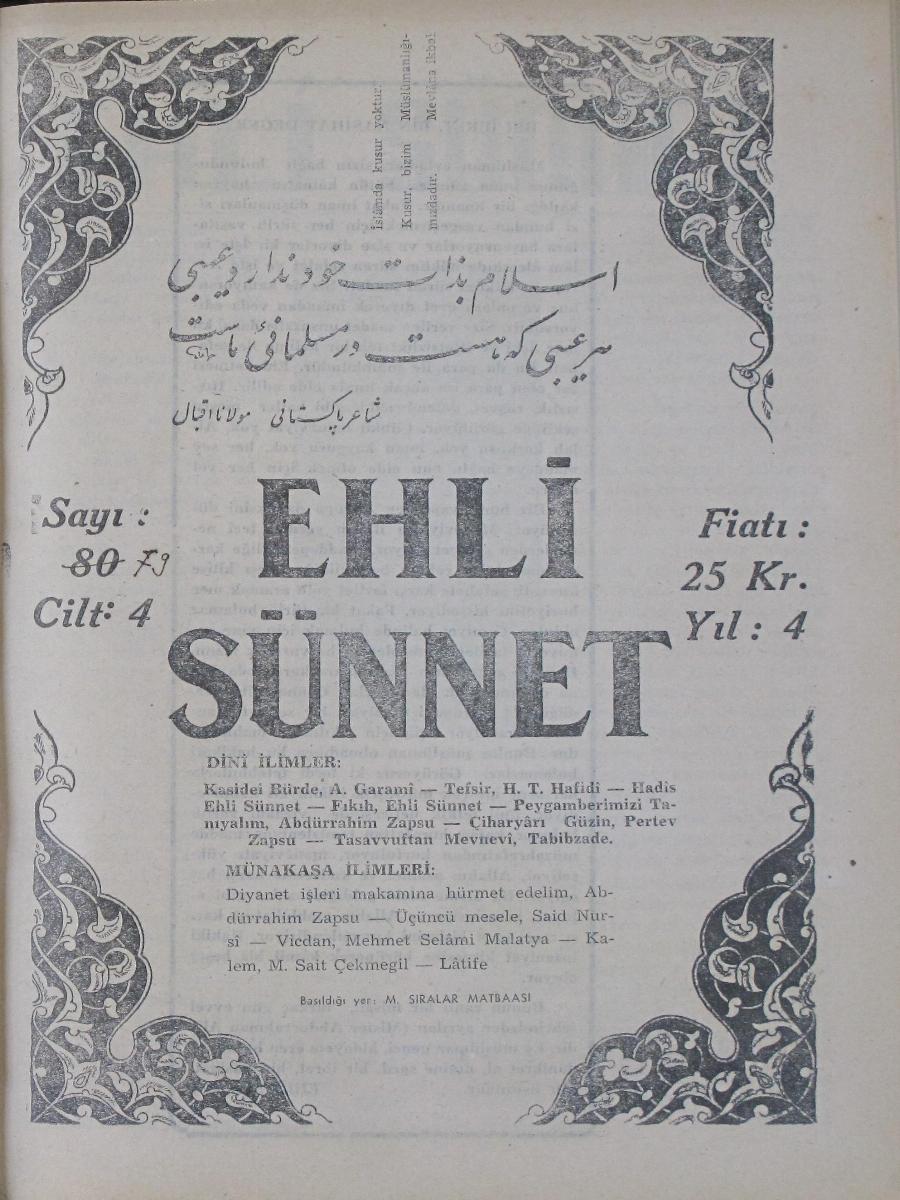 İslâmda kusur yoktur.
Kusur, bizim Müslümanlığı-
mızdadır. Mevlâna İkbal
اسلام بذات خود ندارد عیبی
هر عیبی که هست در مسلمانی ماست
شاعر پاکستانی مولانا اقبال
EHLİ
SÜNNET
Sayı :
80 79
Cilt: 4
Fiatı :
25 Kr.
Yıl : 4
DİNÎ İLİMLER:
Kasidei Bürde, A. Garamî — Tefsir, H. T. Hafidî — Hadis
Ehli Sünnet — Fıkıh, Ehli Sünnet — Peygamberimizi Ta-
nıyalım, Abdürrahim Zapsu — Çiharyârı Güzin, Pertev
Zapsu — Tasavvuftan Mevnevî, Tabibzade.
MÜNAKAŞA İLİMLERİ:
Diyanet işleri makamına hürmet edelim, Ab-
dürrahim Zapsu — Üçüncü mesele, Said Nur-
si — Vicdan, Mehmet Selâmi Malatya — Ka-
lem, M. Sait Çekmegil — Lâtife
Basıldığı yer: M. SIRALAR MATBAASI